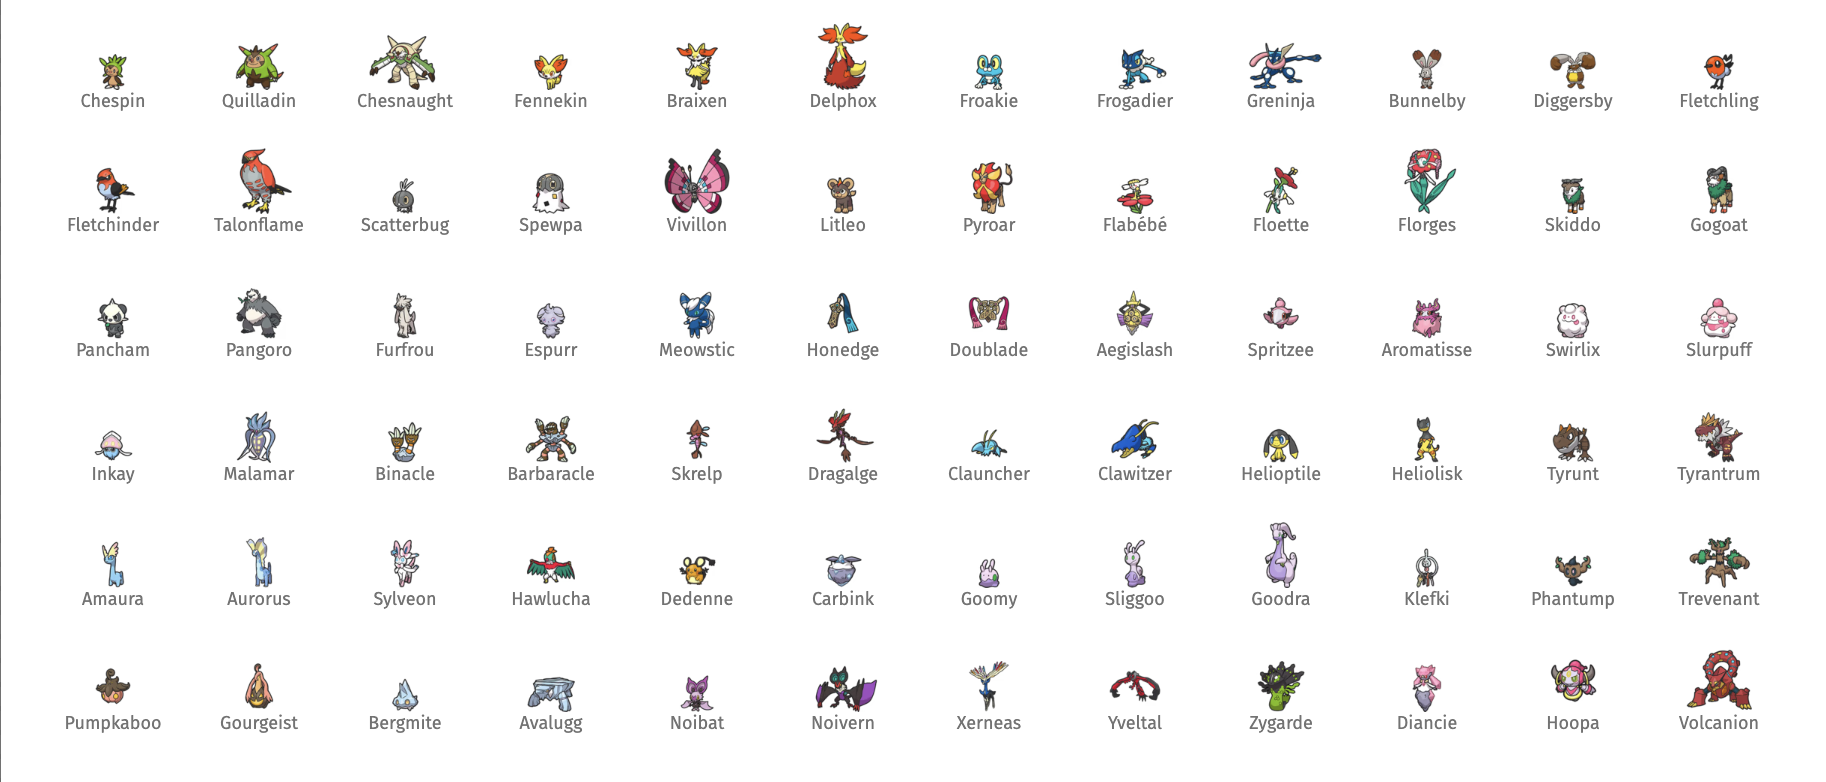 Chespin Quilladin Chesnaught Fennekin Braixen Delphox Froakie Frogadier Greninja Bunnelby Diggersby Fletchling
Fletchinder Talonflame Scatterbug Spewpa Vivillon Litleo Pyroar Flabébé Floette Florges Skiddo Gogoat
Pancham Pangoro Furfrou Espurr Meowstic Honedge Doublade Aegislash Spritzee Aromatisse Swirlix Slurpuff
Inkay Malamar Binacle Barbaracle Skrelp Dragalge Clauncher Clawitzer Helioptile Heliolisk Tyrunt Tyrantrum
Amaura Aurorus Sylveon Hawlucha Dedenne Carbink Goomy Sliggoo Goodra Klefki Phantump Trevenant
Pumpkaboo Gourgeist Bergmite Avalugg Noibat Noivern Xerneas Yveltal Zygarde Diancie Hoopa Volcanion